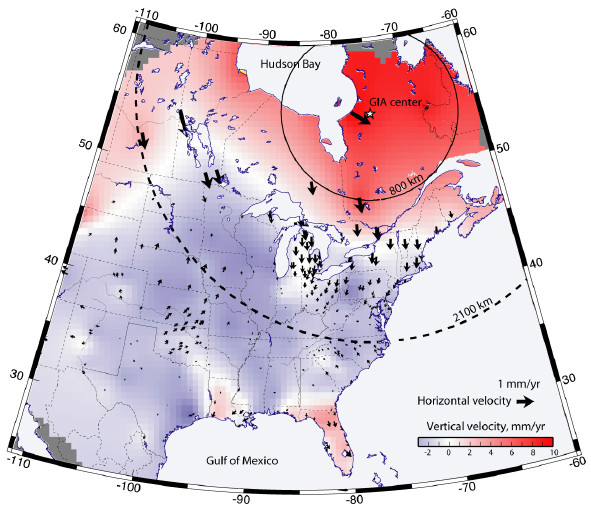 -110
-100
-90
-80
-70
-60
60
60
Hudson Bay
GIA center
50
50
800 km
40
40
2100 km
30
30
1 mm/yr
Horizontal velocity
Vertical velocity, mm/yr
-2 0 2 4 6 8 10
Gulf of Mexico
-110
-100
-90
-80
-70
-60